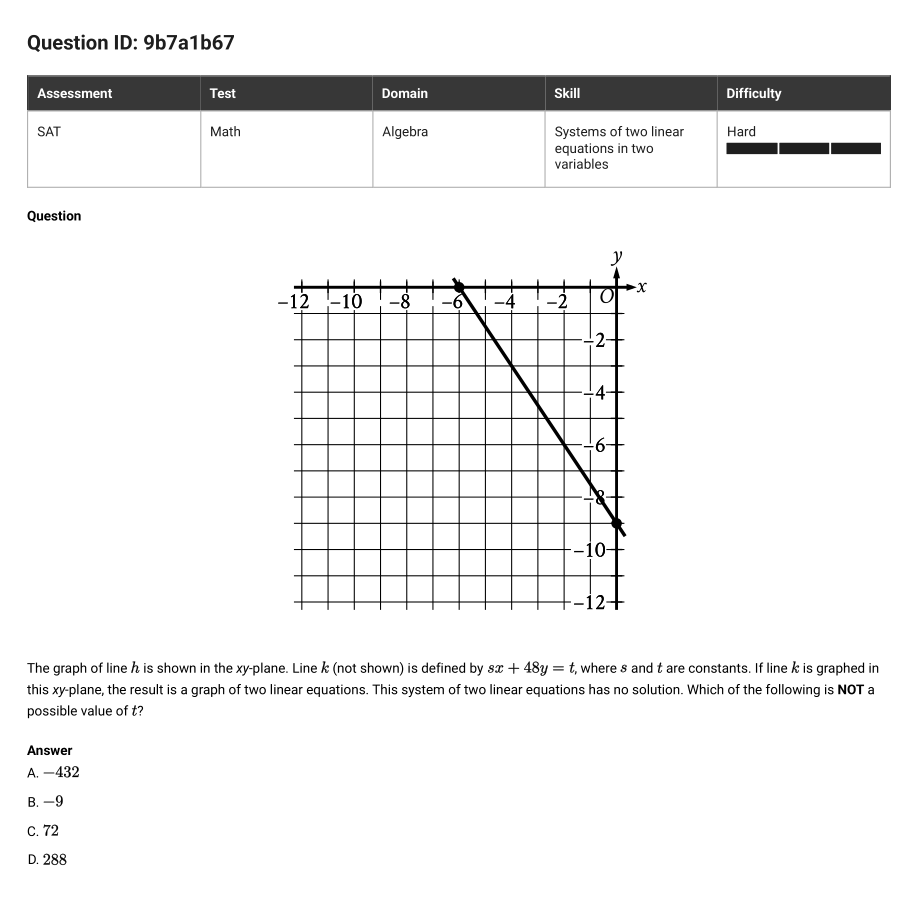 Question ID: 9b7a1b67
Assessment Test Domain Skill Difficulty
SAT Math Algebra Systems of two linear equations in two variables Hard
Question
y
x
−12 −10 −8 −6 −4 −2 O
−2
−4
−6
−8
−10
−12
The graph of line h is shown in the xy-plane. Line k (not shown) is defined by sx + 48y = t, where s and t are constants. If line k is graphed in
this xy-plane, the result is a graph of two linear equations. This system of two linear equations has no solution. Which of the following is NOT a
possible value of t?
Answer
A. −432
B. −9
C. 72
D. 288